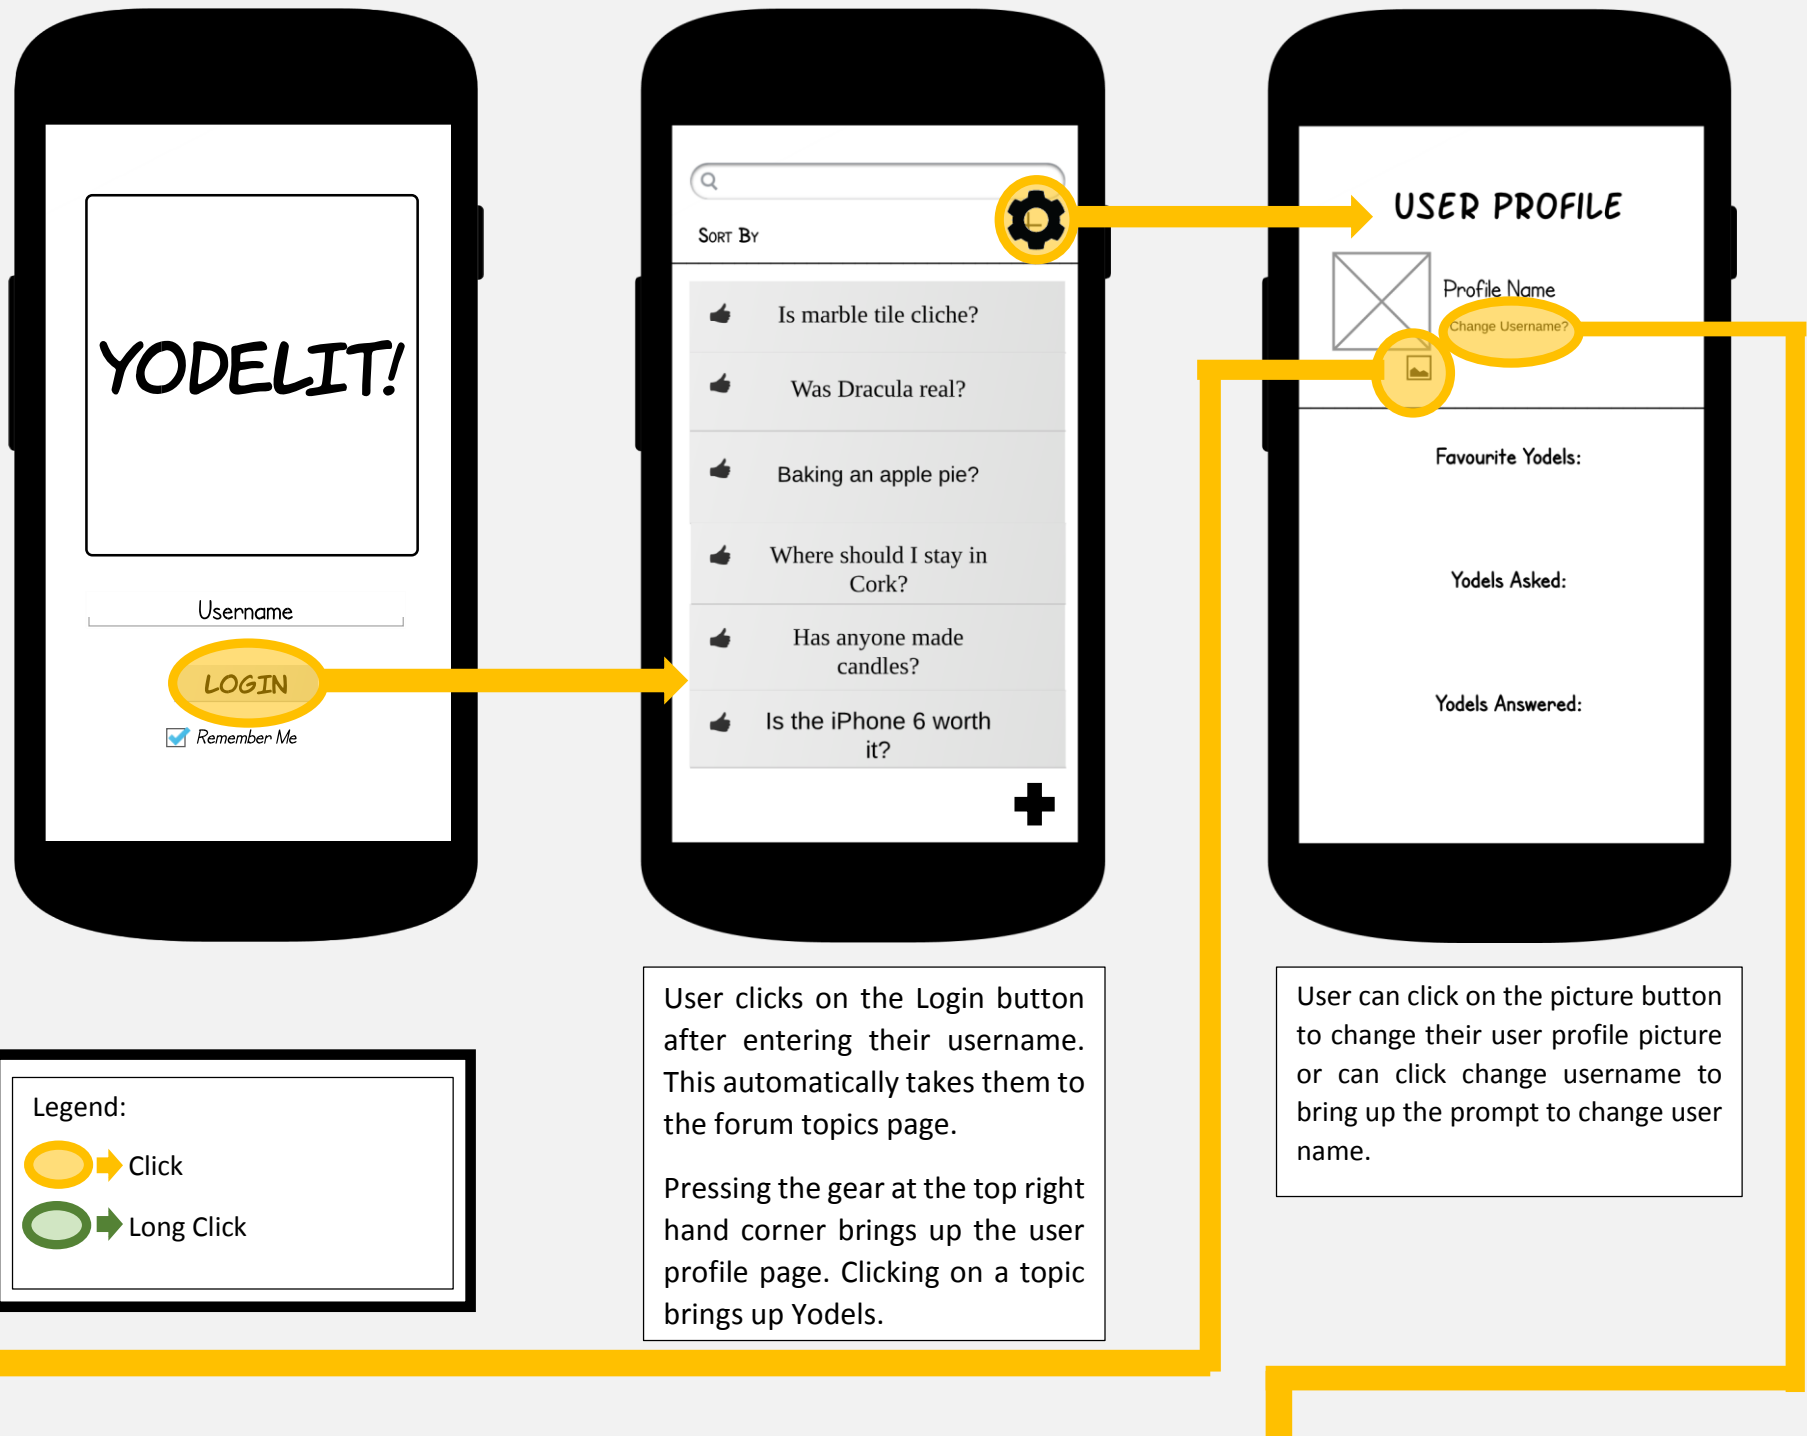 YODELIT!
Username
LOGIN
Remember Me
SORT BY
Is marble tile cliche?
Was Dracula real?
Baking an apple pie?
Where should I stay in
Cork?
Has anyone made
candles?
Is the iPhone 6 worth
it?
USER PROFILE
Profile Name
Change Username?
Favourite Yodels:
Yodels Asked:
Yodels Answered:
Legend:
Click
Long Click
User clicks on the Login button
after entering their username.
This automatically takes them to
the forum topics page.
Pressing the gear at the top right
hand corner brings up the user
profile page. Clicking on a topic
brings up Yodels.
User can click on the picture button
to change their user profile picture
or can click change username to
bring up the prompt to change user
name.